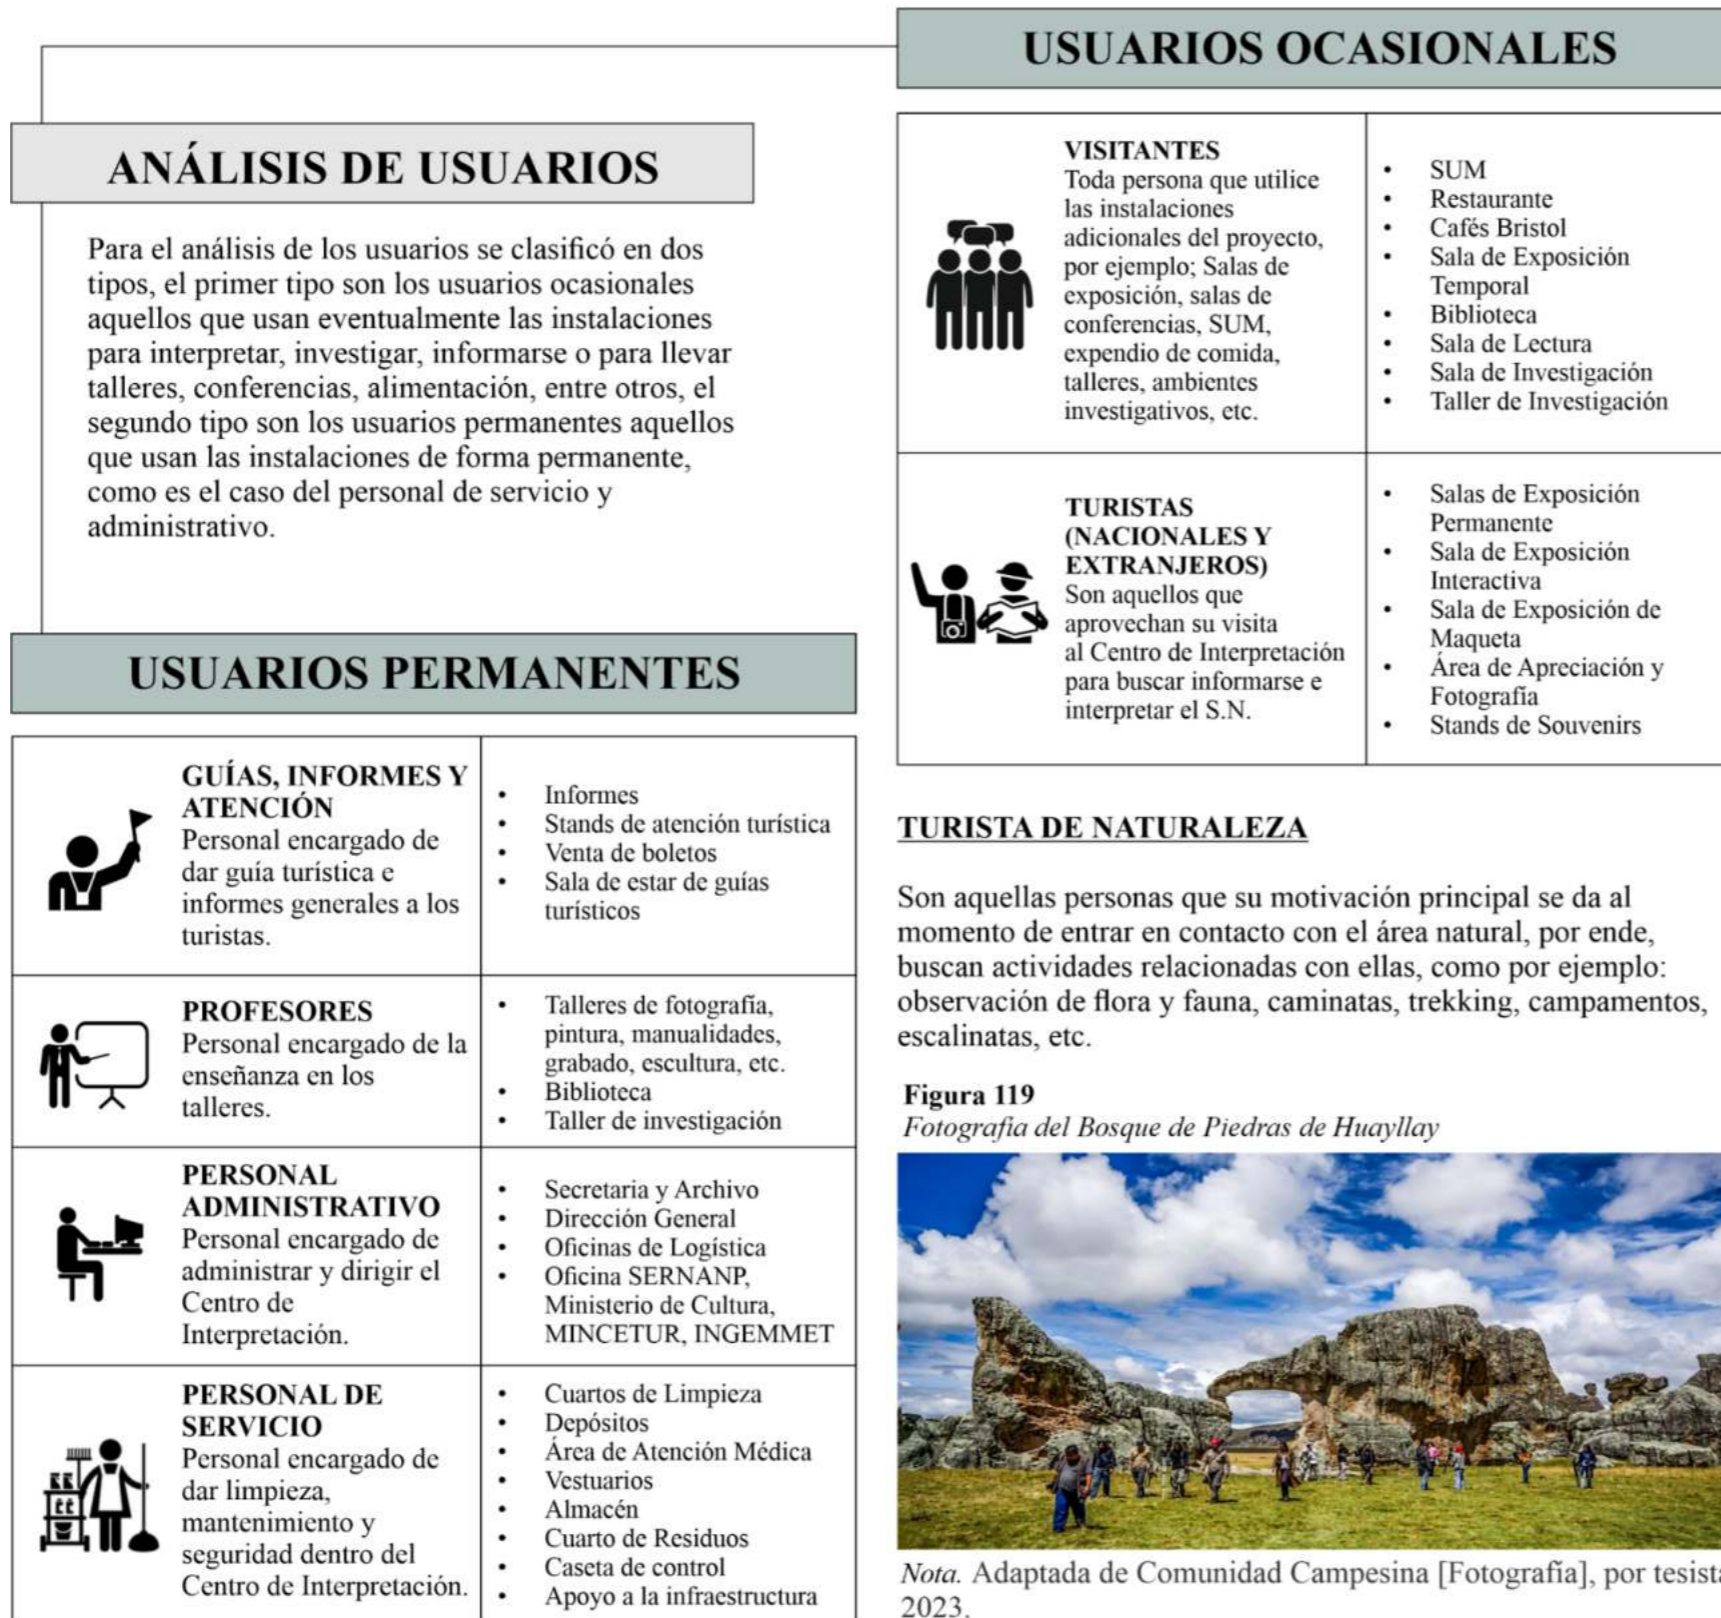 ANÁLISIS DE USUARIOS
Para el análisis de los usuarios se clasificó en dos
tipos, el primer tipo son los usuarios ocasionales
aquellos que usan eventualmente las instalaciones
para interpretar, investigar, informarse o para llevar
talleres, conferencias, alimentación, entre otros, el
segundo tipo son los usuarios permanentes aquellos
que usan las instalaciones de forma permanente,
como es el caso del personal de servicio y
administrativo.
USUARIOS PERMANENTES
GUÍAS, INFORMES Y
ATENCIÓN
Personal encargado de
dar guía turística e
informes generales a los
turistas.
• Informes
• Stands de atención turística
• Venta de boletos
• Sala de estar de guías
turísticos
PROFESORES
Personal encargado de la
enseñanza en los
talleres.
• Talleres de fotografía,
pintura, manualidades,
grabado, escultura, etc.
• Biblioteca
• Taller de investigación
PERSONAL
ADMINISTRATIVO
Personal encargado de
administrar y dirigir el
Centro de
Interpretación.
• Secretaria y Archivo
• Dirección General
• Oficinas de Logística
• Oficina SERNANP,
Ministerio de Cultura,
MINCETUR, INGEMMET
PERSONAL DE
SERVICIO
Personal encargado de
dar limpieza,
mantenimiento y
seguridad dentro del
Centro de Interpretación.
• Cuartos de Limpieza
• Depósitos
• Área de Atención Médica
• Vestuarios
• Almacén
• Cuarto de Residuos
• Caseta de control
• Apoyo a la infraestructura
USUARIOS OCASIONALES
VISITANTES
Toda persona que utilice
las instalaciones
adicionales del proyecto,
por ejemplo; Salas de
exposición, salas de
conferencias, SUM,
expendio de comida,
talleres, ambientes
investigativos, etc.
• SUM
• Restaurante
• Cafés Bristol
• Sala de Exposición
Temporal
• Biblioteca
• Sala de Lectura
• Sala de Investigación
• Taller de Investigación
TURISTAS
(NACIONALES Y
EXTRANJEROS)
Son aquellos que
aprovechan su visita
al Centro de Interpretación
para buscar informarse e
interpretar el S.N.
• Salas de Exposición
Permanente
• Sala de Exposición
Interactiva
• Sala de Exposición de
Maqueta
• Área de Apreciación y
Fotografía
• Stands de Souvenirs
TURISTA DE NATURALEZA
Son aquellas personas que su motivación principal se da al
momento de entrar en contacto con el área natural, por ende,
buscan actividades relacionadas con ellas, como por ejemplo:
observación de flora y fauna, caminatas, trekking, campamentos,
escalinatas, etc.
Figura 119
Fotografía del Bosque de Piedras de Huayllay
Nota. Adaptada de Comunidad Campesina [Fotografía], por tesista
2023.